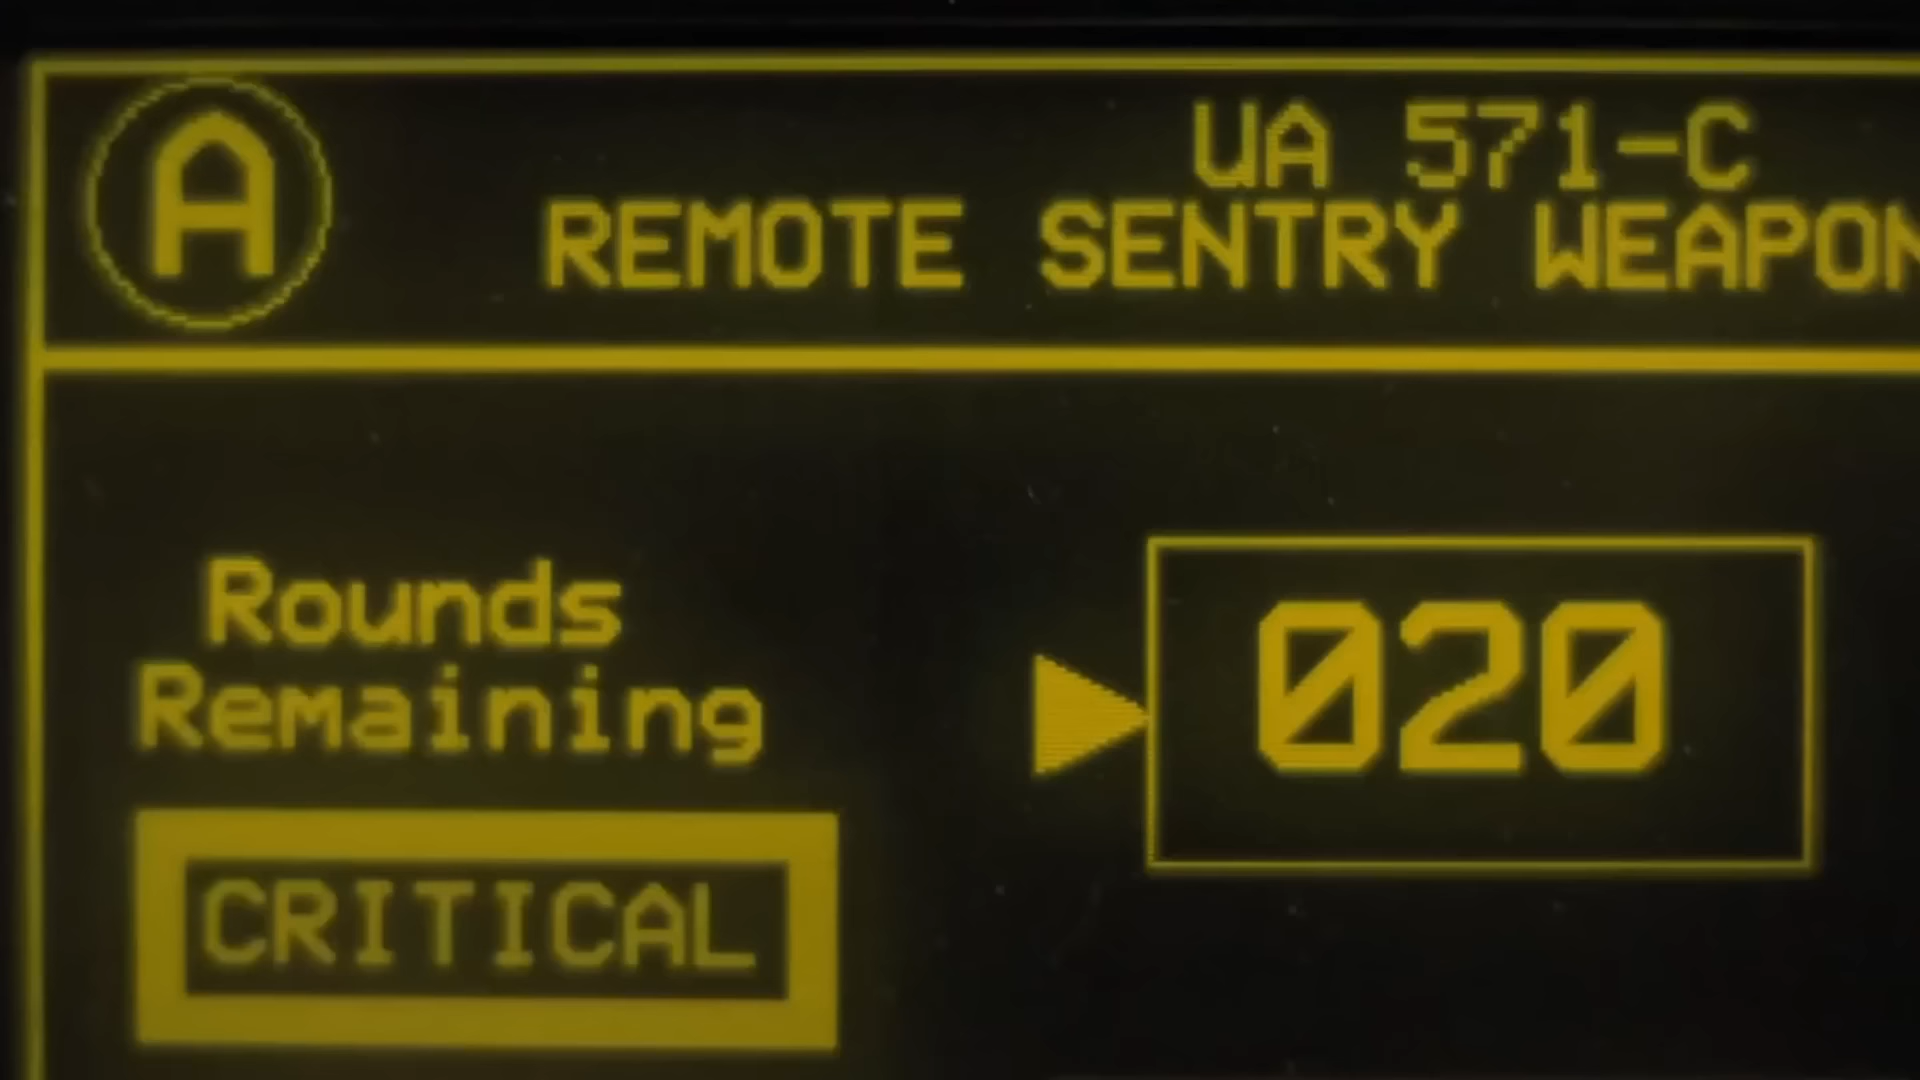 A
UA 571-C
REMOTE SENTRY WEAPON
Rounds
Remaining
020
CRITICAL